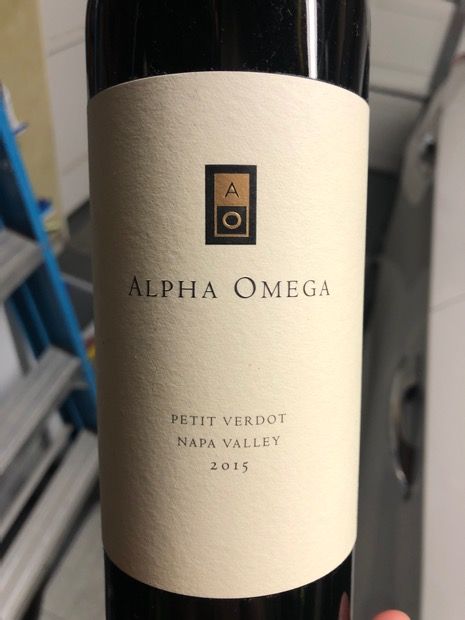 A
O
ALPHA OMEGA
PETIT VERDOT
NAPA VALLEY
2015